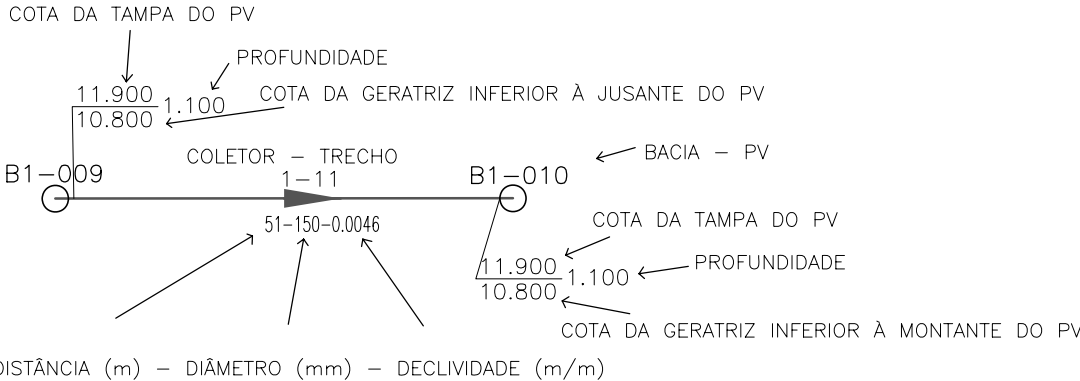 COTA DA TAMPA DO PV
PROFUNDIDADE
11.900
1.100
10.800
COTA DA GERATRIZ INFERIOR À JUSANTE DO PV
COLETOR – TRECHO
BACIA – PV
B1-009
1-11
B1-010
51-150-0.0046
COTA DA TAMPA DO PV
11.900
1.100
10.800
PROFUNDIDADE
COTA DA GERATRIZ INFERIOR À MONTANTE DO PV
DISTÂNCIA (m) – DIÂMETRO (mm) – DECLIVIDADE (m/m)